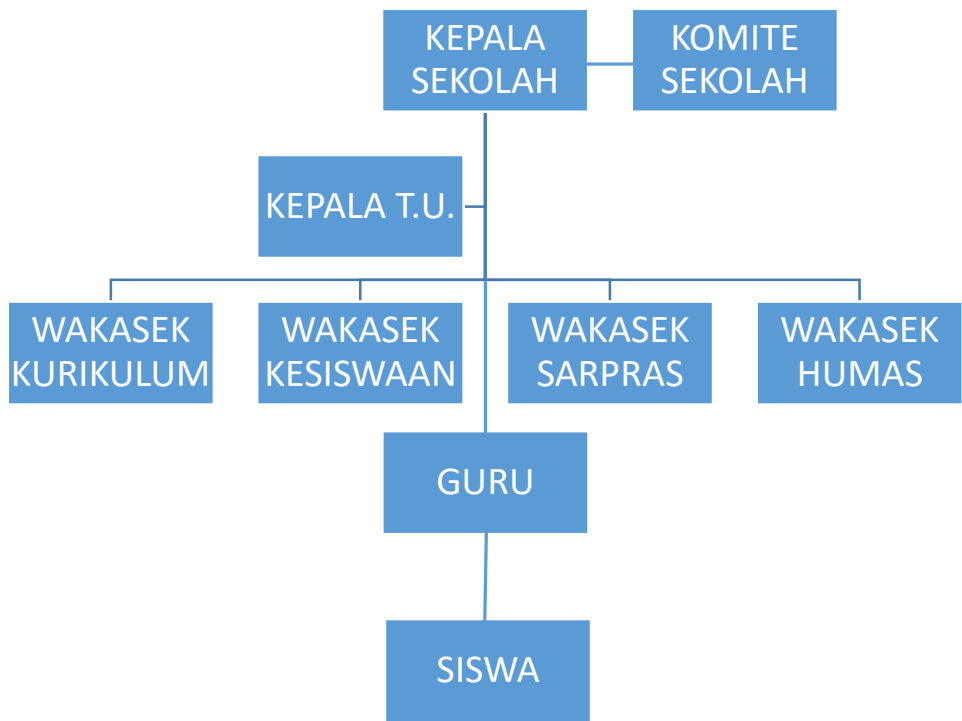 KEPALA
SEKOLAH
KOMITE
SEKOLAH
KEPALA T.U.
WAKASEK
KURIKULUM
WAKASEK
KESISWAAN
WAKASEK
SARPRAS
WAKASEK
HUMAS
GURU
SISWA